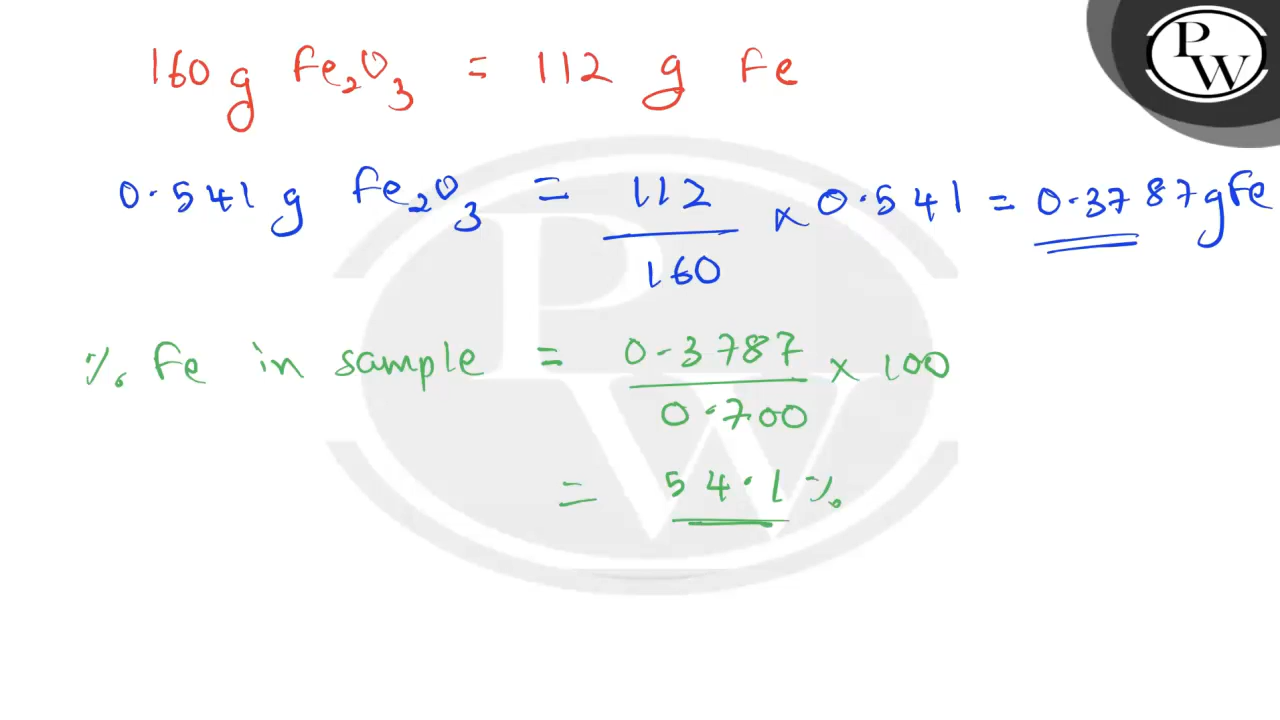 PW
160 g Fe₂O₃ = 112 g Fe
0.541 g Fe₂O₃ = 112/160 × 0.541 = 0.3787 g Fe
% Fe in sample = 0.3787/0.700 × 100
= 54.1 %
PW